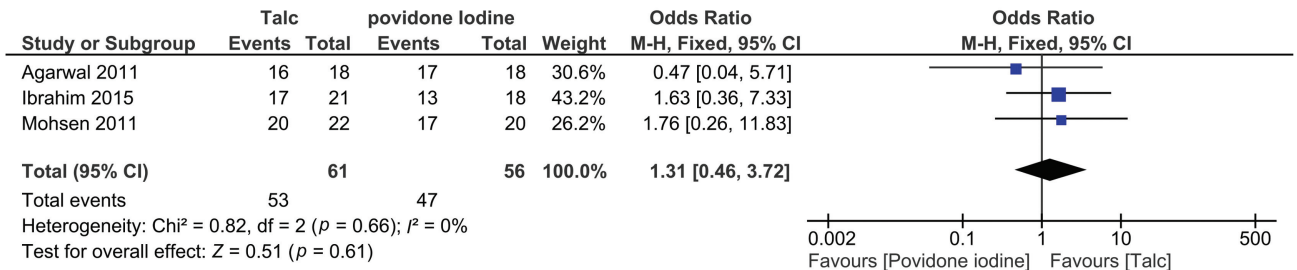 Talc povidone Iodine Odds Ratio Odds Ratio
Study or Subgroup Events Total Events Total Weight M-H, Fixed, 95% CI M-H, Fixed, 95% CI
Agarwal 2011 16 18 17 18 30.6% 0.47 [0.04, 5.71]
Ibrahim 2015 17 21 13 18 43.2% 1.63 [0.36, 7.33]
Mohsen 2011 20 22 17 20 26.2% 1.76 [0.26, 11.83]
Total (95% CI) 61 56 100.0% 1.31 [0.46, 3.72]
Total events 53 47
Heterogeneity: Chi² = 0.82, df = 2 (p = 0.66); I² = 0%
Test for overall effect: Z = 0.51 (p = 0.61)
0.002 0.1 1 10 500
Favours [Povidone iodine] Favours [Talc]